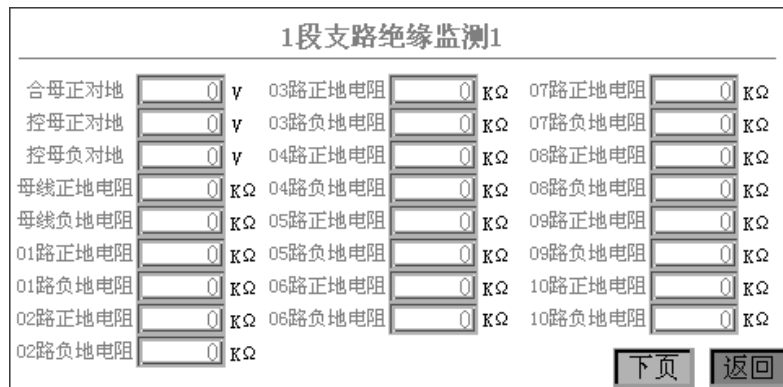 1段支路绝缘监测1
合母正对地 0 V 03路正地电阻 0 KΩ 07路正地电阻 0 KΩ
控母正对地 0 V 03路负地电阻 0 KΩ 07路负地电阻 0 KΩ
控母负对地 0 V 04路正地电阻 0 KΩ 08路正地电阻 0 KΩ
母线正地电阻 0 KΩ 04路负地电阻 0 KΩ 08路负地电阻 0 KΩ
母线负地电阻 0 KΩ 05路正地电阻 0 KΩ 09路正地电阻 0 KΩ
01路正地电阻 0 KΩ 05路负地电阻 0 KΩ 09路负地电阻 0 KΩ
01路负地电阻 0 KΩ 06路正地电阻 0 KΩ 10路正地电阻 0 KΩ
02路正地电阻 0 KΩ 06路负地电阻 0 KΩ 10路负地电阻 0 KΩ
02路负地电阻 0 KΩ
下页 返回